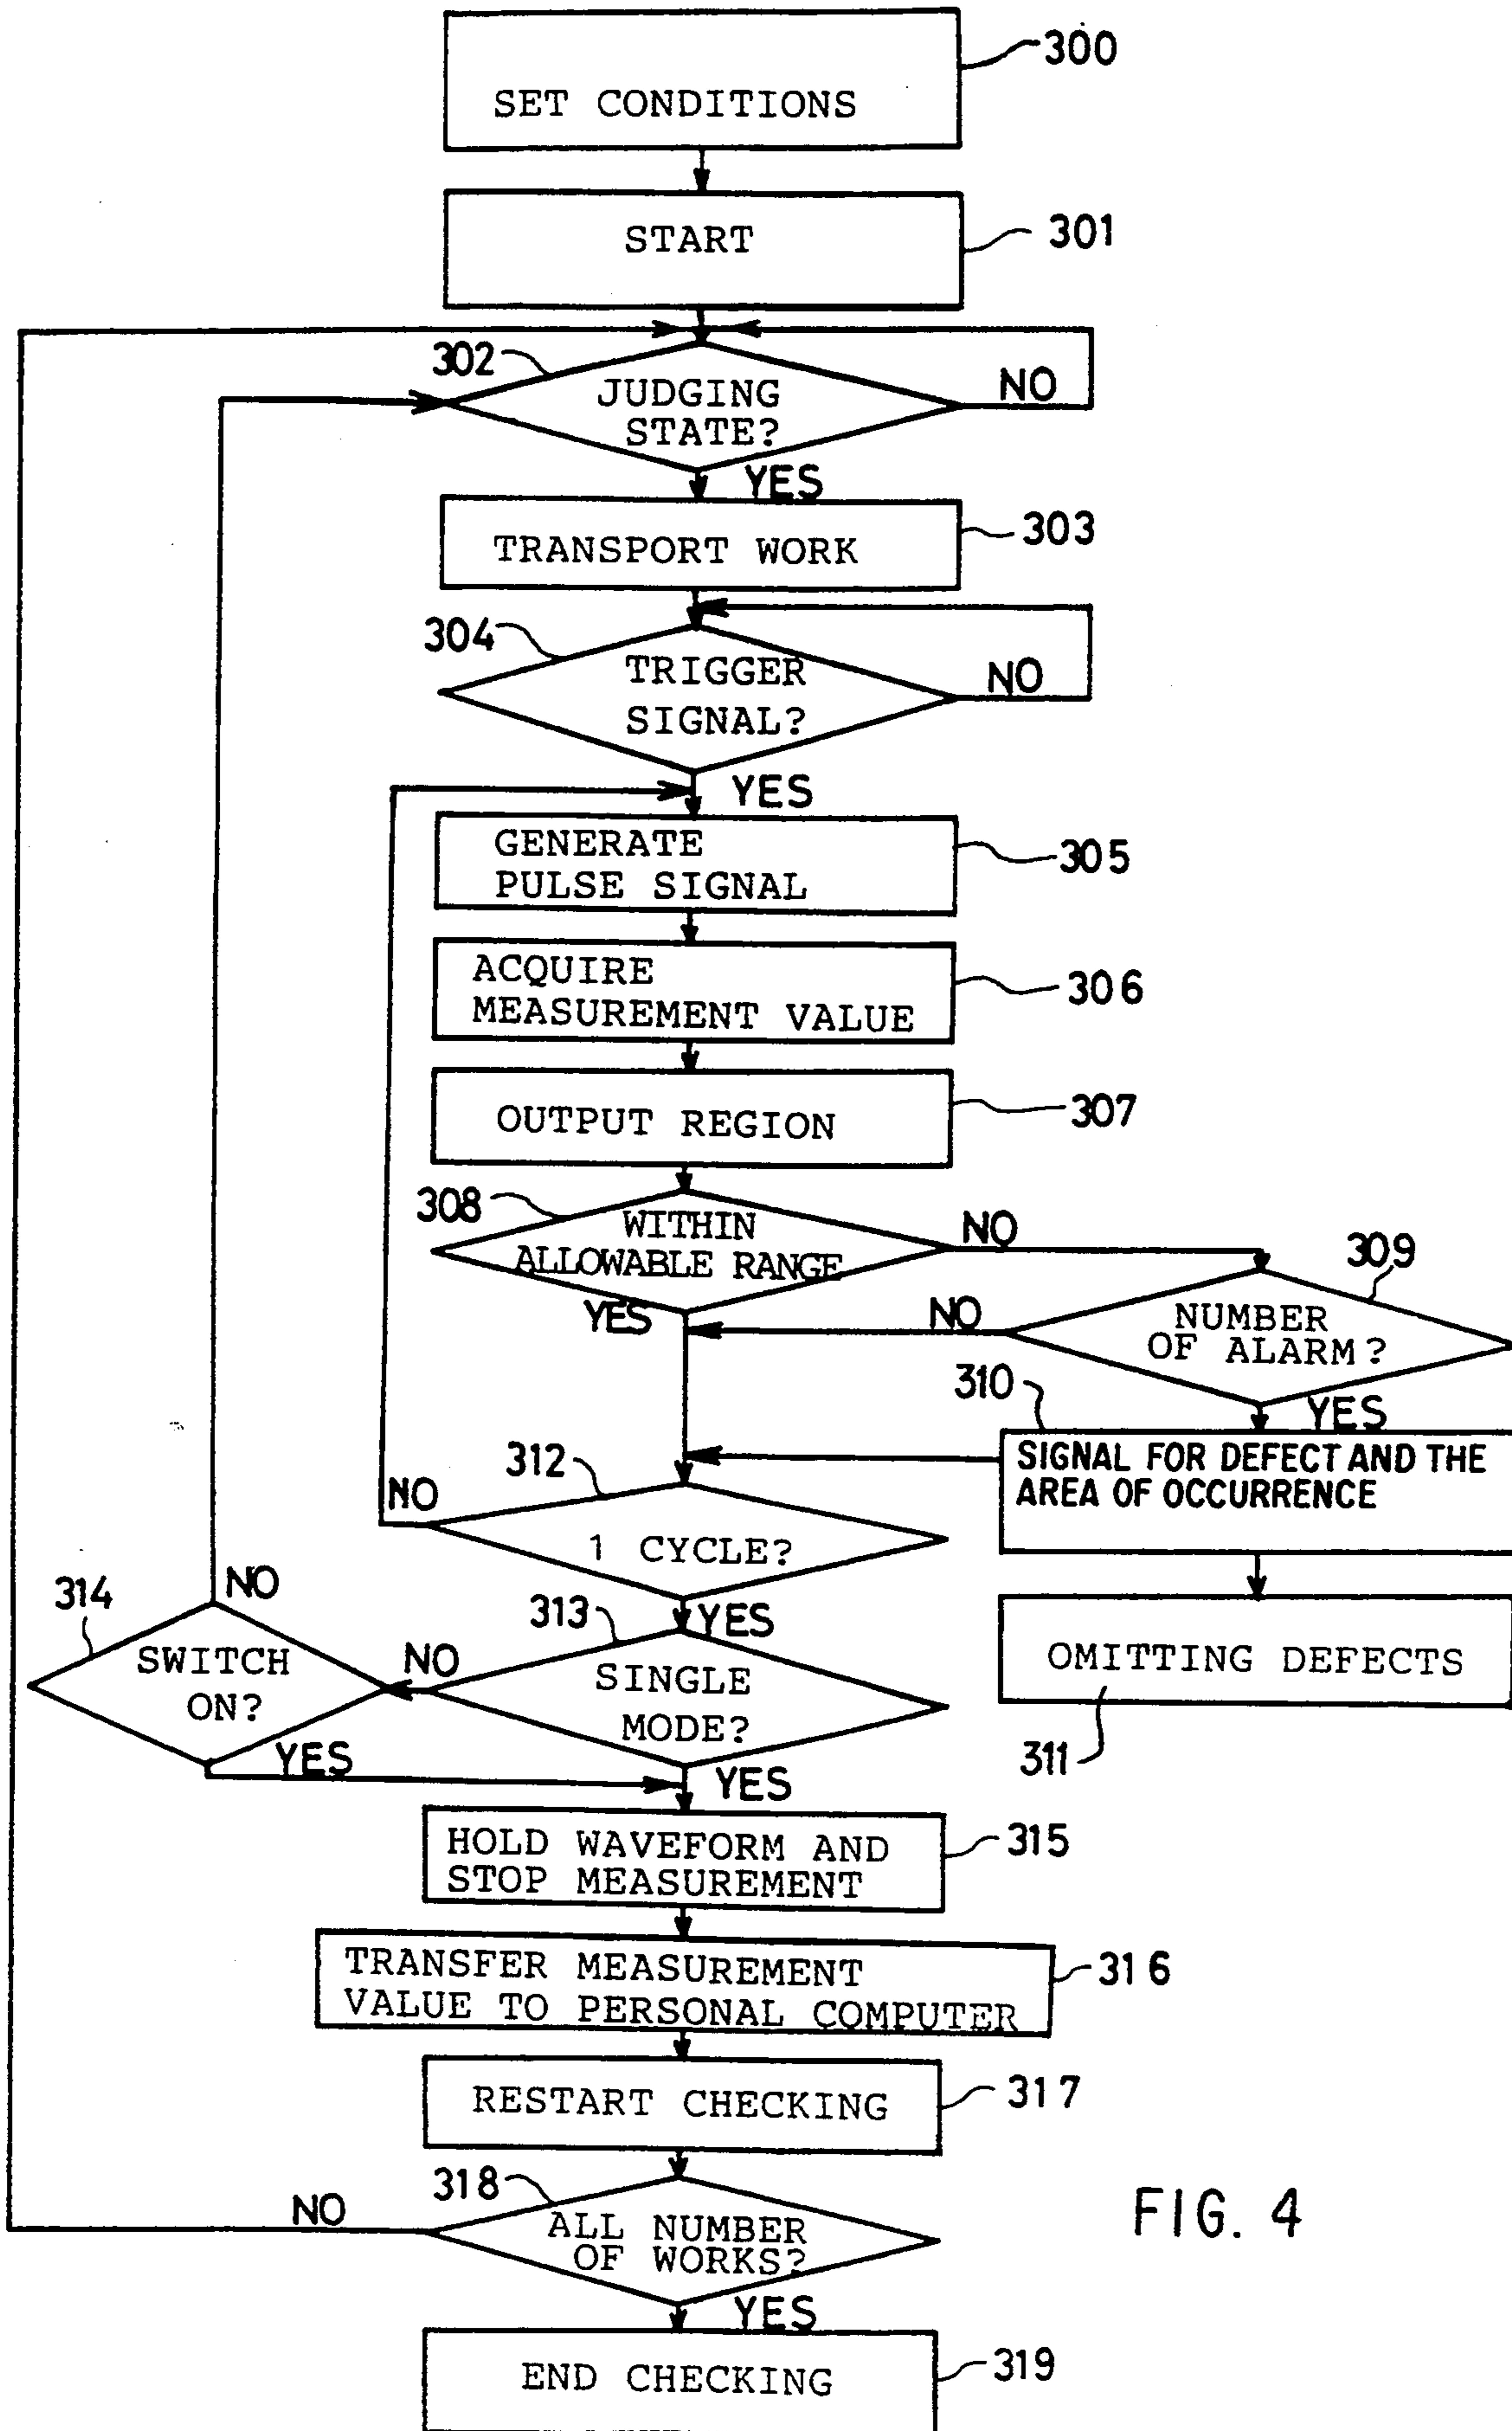 300
SET CONDITIONS
START
301
302
JUDGING
STATE?
NO
YES
TRANSPORT WORK
303
304
TRIGGER
SIGNAL?
NO
YES
GENERATE
PULSE SIGNAL
305
ACQUIRE
MEASUREMENT VALUE
306
OUTPUT REGION
307
308
WITHIN
ALLOWABLE RANGE
NO
YES
309
NUMBER
OF ALARM?
NO
YES
310
SIGNAL FOR DEFECT AND THE
AREA OF OCCURRENCE
312
1 CYCLE?
NO
YES
OMITTING DEFECTS
311
313
SINGLE
MODE?
NO
YES
314
SWITCH
ON?
NO
YES
HOLD WAVEFORM AND
STOP MEASUREMENT
315
TRANSFER MEASUREMENT
VALUE TO PERSONAL COMPUTER
316
RESTART CHECKING
317
318
ALL NUMBER
OF WORKS?
NO
YES
END CHECKING
319
FIG. 4